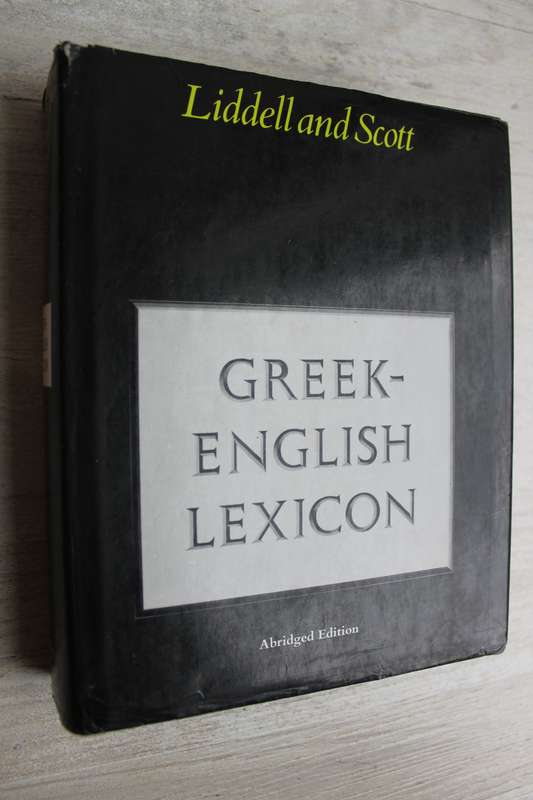 Liddell and Scott
GREEK-
ENGLISH
LEXICON
Abridged Edition